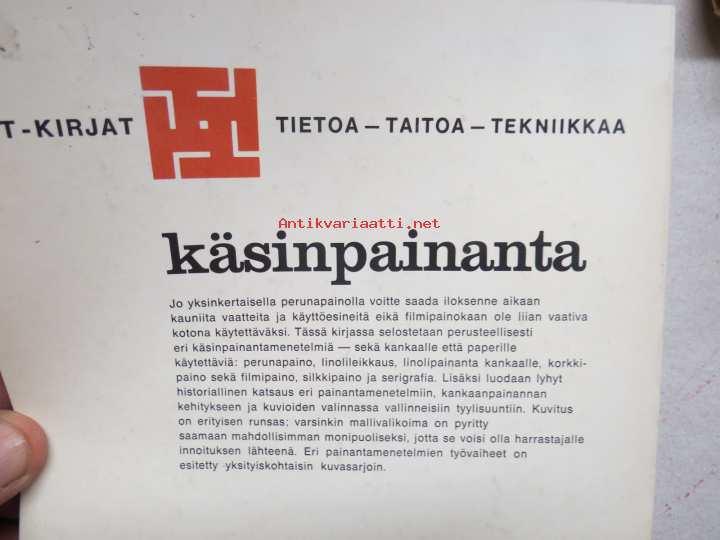 T-KIRJAT TIETOA – TAITOA – TEKNIIKKAA
Antikvariaatti.net
käsinpainanta
Jo yksinkertaisella perunapainolla voitte saada iloksenne aikaan
kauniita vaatteita ja käyttöesineitä eikä filmipainokaan ole liian vaativa
kotona käytettäväksi. Tässä kirjassa selostetaan perusteellisesti
eri käsinpainantamenetelmiä — sekä kankaalle että paperille
käytettäviä: perunapaino, linolileikkaus, linolipainanta kankaalle, korkki-
paino sekä filmipaino, silkkipaino ja serigrafia. Lisäksi luodaan lyhyt
historiallinen katsaus eri painantamenetelmiin, kankaanpainannan
kehitykseen ja kuvioiden valinnassa vallinneisiin tyylisuuntiin. Kuvitus
on erityisen runsas: varsinkin mallivalikoima on pyritty
saamaan mahdollisimman monipuoliseksi, jotta se voisi olla harrastajalle
innoituksen lähteenä. Eri painantamenetelmien työvaiheet on
esitetty yksityiskohtaisin kuvasarjoin.